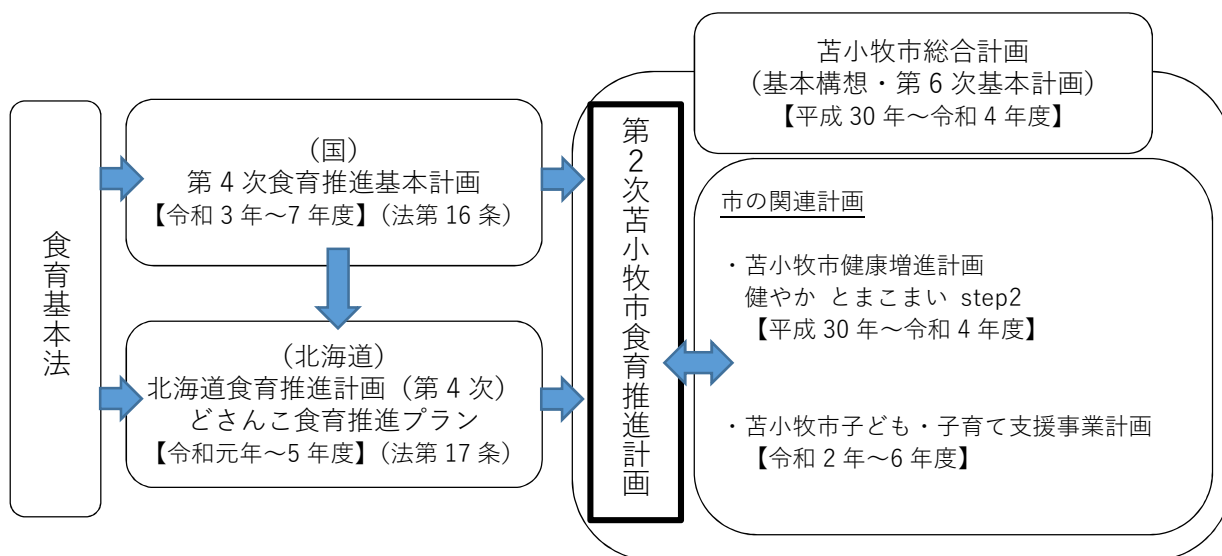 食育基本法
(国)
第4次食育推進基本計画
【令和3年～7年度】(法第16条)
(北海道)
北海道食育推進計画(第4次)
どさんこ食育推進プラン
【令和元年～5年度】(法第17条)
第2次苫小牧市食育推進計画
苫小牧市総合計画
(基本構想・第6次基本計画)
【平成30年～令和4年度】
市の関連計画
・苫小牧市健康増進計画
健やか とまこまい step2
【平成30年～令和4年度】
・苫小牧市子ども・子育て支援事業計画
【令和2年～6年度】